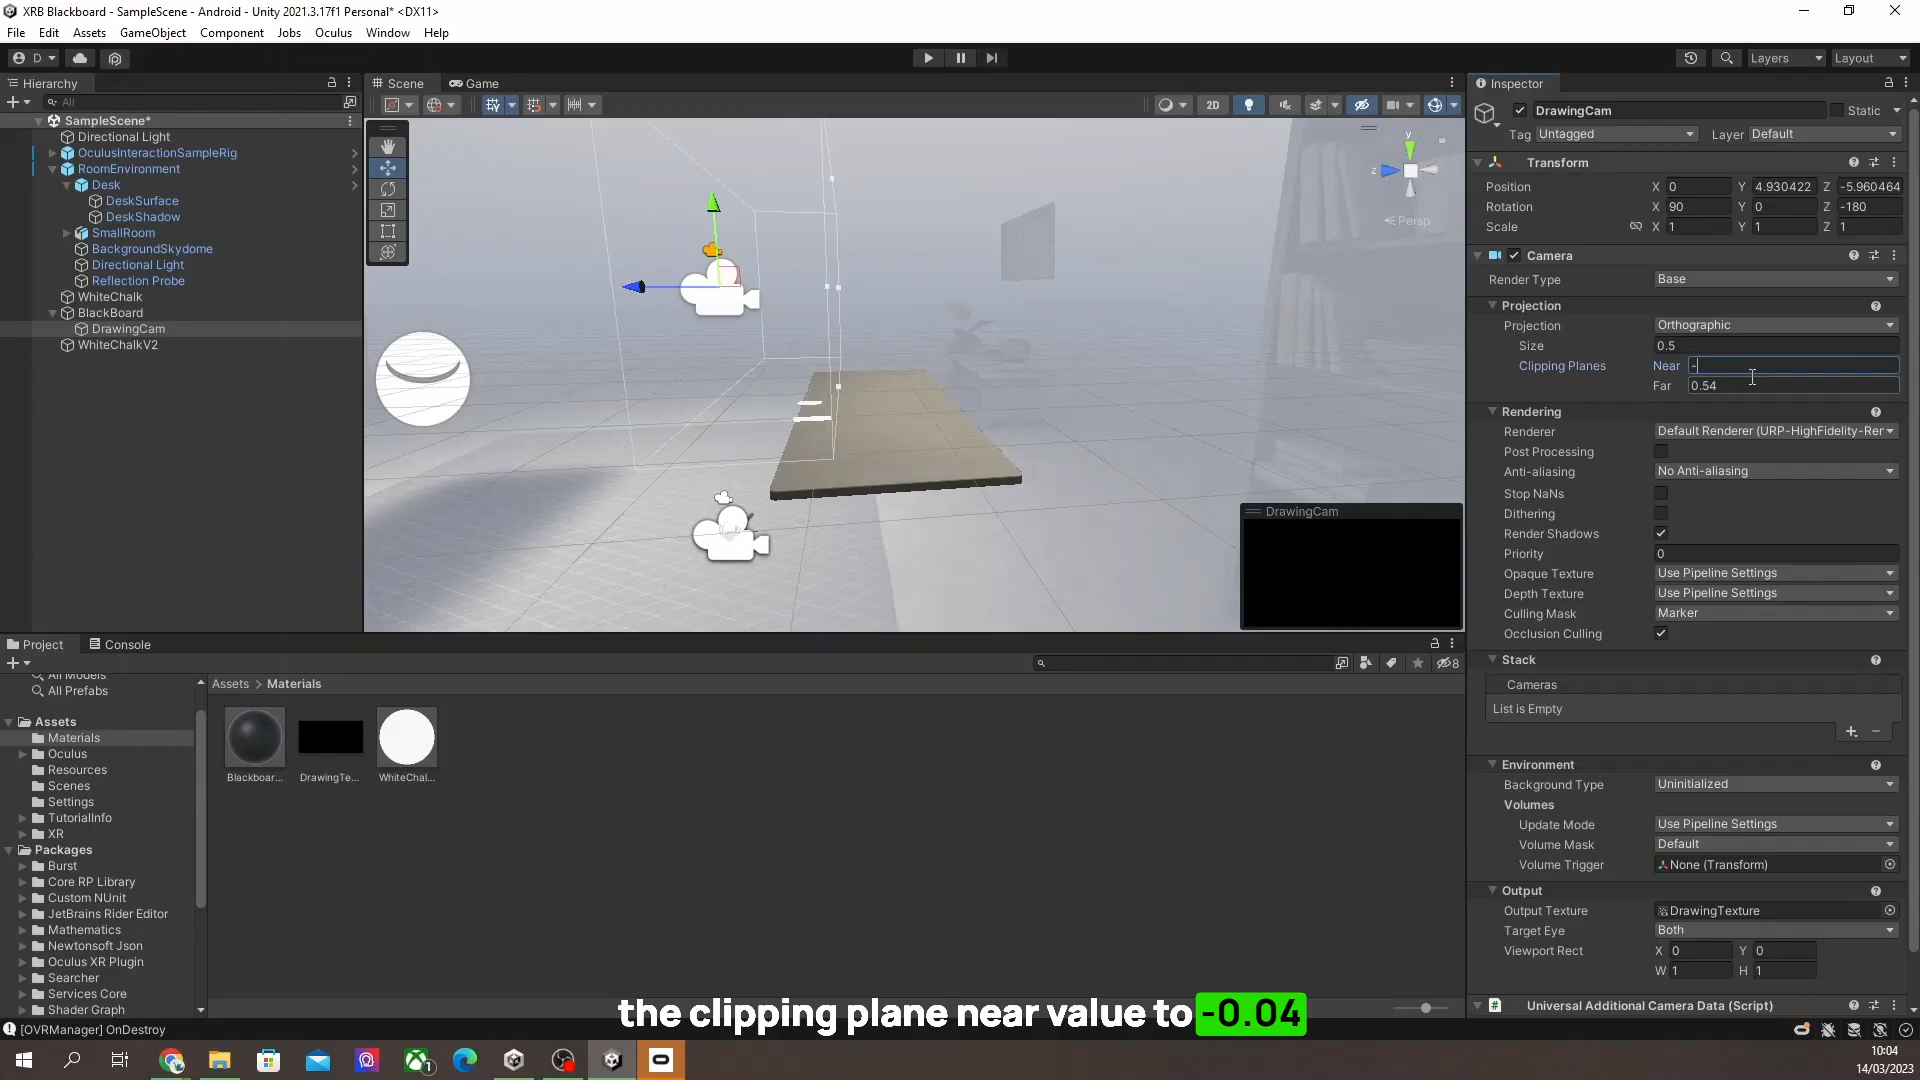 XRB Blackboard - SampleScene - Android - Unity 2021.3.17f1 Personal* <DX11>
File Edit Assets GameObject Component Jobs Oculus Window Help
D
Layers Layout
Hierarchy
All
SampleScene*
Directional Light
OculusInteractionSampleRig
RoomEnvironment
Desk
DeskSurface
DeskShadow
SmallRoom
BackgroundSkydome
Directional Light
Reflection Probe
WhiteChalk
BlackBoard
DrawingCam
WhiteChalkV2
Scene Game
2D
y
z
Persp
DrawingCam
Inspector
DrawingCam Static
Tag Untagged Layer Default
Transform
Position X 0 Y 4.930422 Z -5.960464
Rotation X 90 Y 0 Z -180
Scale X 1 Y 1 Z 1
Camera
Render Type Base
Projection
Projection Orthographic
Size 0.5
Clipping Planes Near -
Far 0.54
Rendering
Renderer Default Renderer (URP-HighFidelity-Rer
Post Processing
Anti-aliasing No Anti-aliasing
Stop NaNs
Dithering
Render Shadows
Priority 0
Opaque Texture Use Pipeline Settings
Depth Texture Use Pipeline Settings
Culling Mask Marker
Occlusion Culling
Stack
Cameras
List is Empty
Environment
Background Type Uninitialized
Volumes
Update Mode Use Pipeline Settings
Volume Mask Default
Volume Trigger None (Transform)
Output
Output Texture DrawingTexture
Target Eye Both
Viewport Rect X 0 Y 0
W 1 H 1
Universal Additional Camera Data (Script)
Project Console
8
All Models
All Prefabs
Assets
Materials
Oculus
Resources
Scenes
Settings
TutorialInfo
XR
Packages
Burst
Core RP Library
Custom NUnit
JetBrains Rider Editor
Mathematics
Newtonsoft Json
Oculus XR Plugin
Searcher
Services Core
Shader Graph
Assets > Materials
Blackboar... DrawingTe... WhiteChal...
the clipping plane near value to -0.04
[OVRManager] OnDestroy
1
10:04
14/03/2023